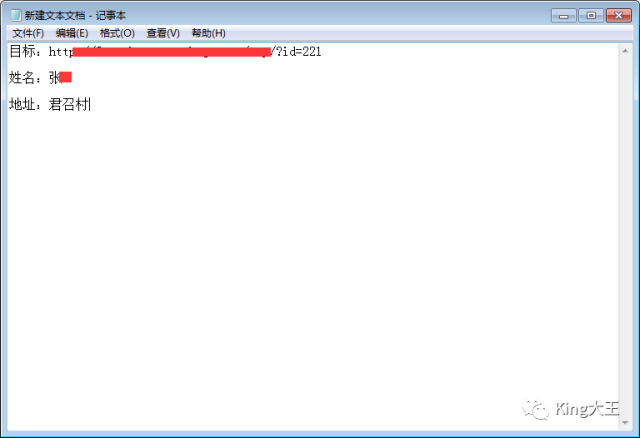 新建文本文档 - 记事本
文件(F) 编辑(E) 格式(O) 查看(V) 帮助(H)
目标: http /?id=221
姓名: 张
地址: 君召村
King大王